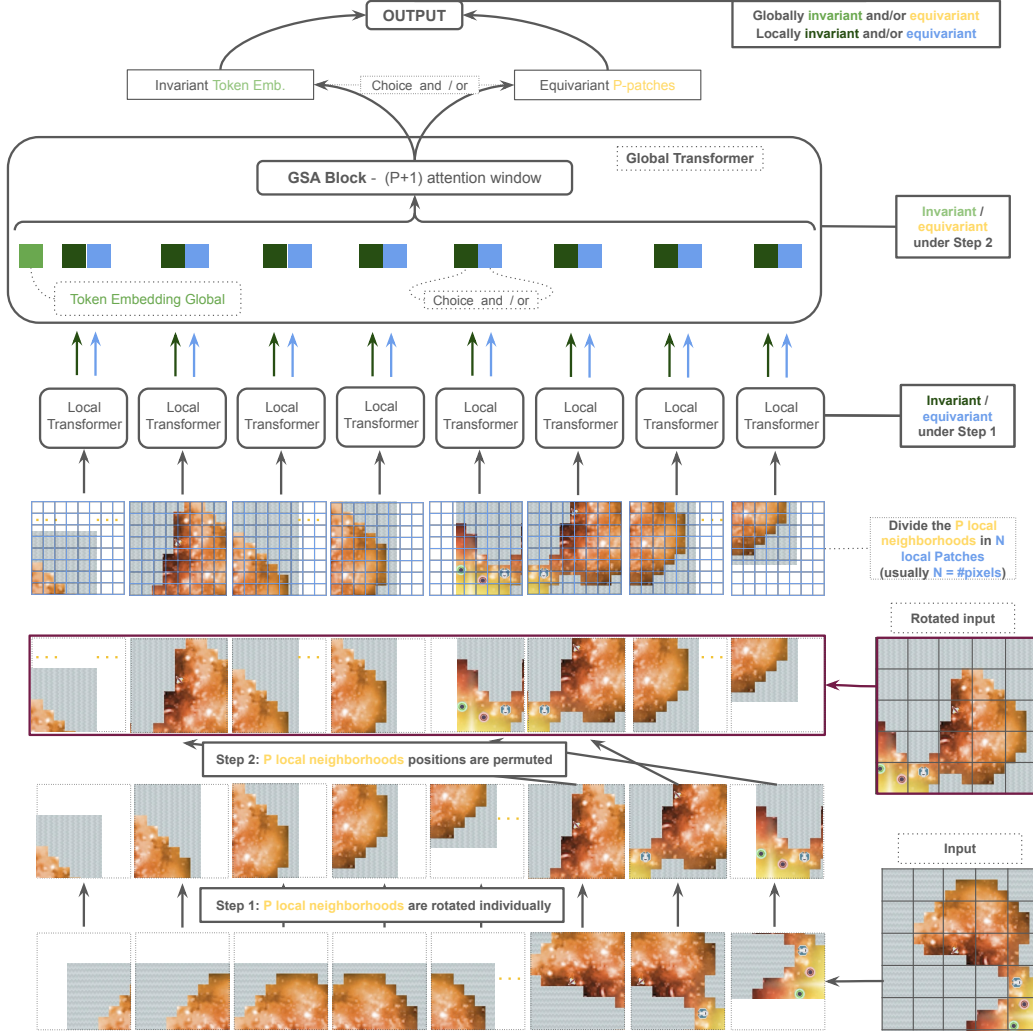 OUTPUT
Globally invariant and/or equivariant
Locally invariant and/or equivariant
Invariant Token Emb.
Choice and / or
Equivariant P-patches
Global Transformer
GSA Block - (P+1) attention window
Invariant /
equivariant
under Step 2
Token Embedding Global
Choice and / or
Local
Transformer
Local
Transformer
Local
Transformer
Local
Transformer
Local
Transformer
Local
Transformer
Local
Transformer
Local
Transformer
Invariant /
equivariant
under Step 1
Divide the P local
neighborhoods in N
local Patches
(usually N = #pixels)
Rotated input
Step 2: P local neighborhoods positions are permuted
Input
Step 1: P local neighborhoods are rotated individually